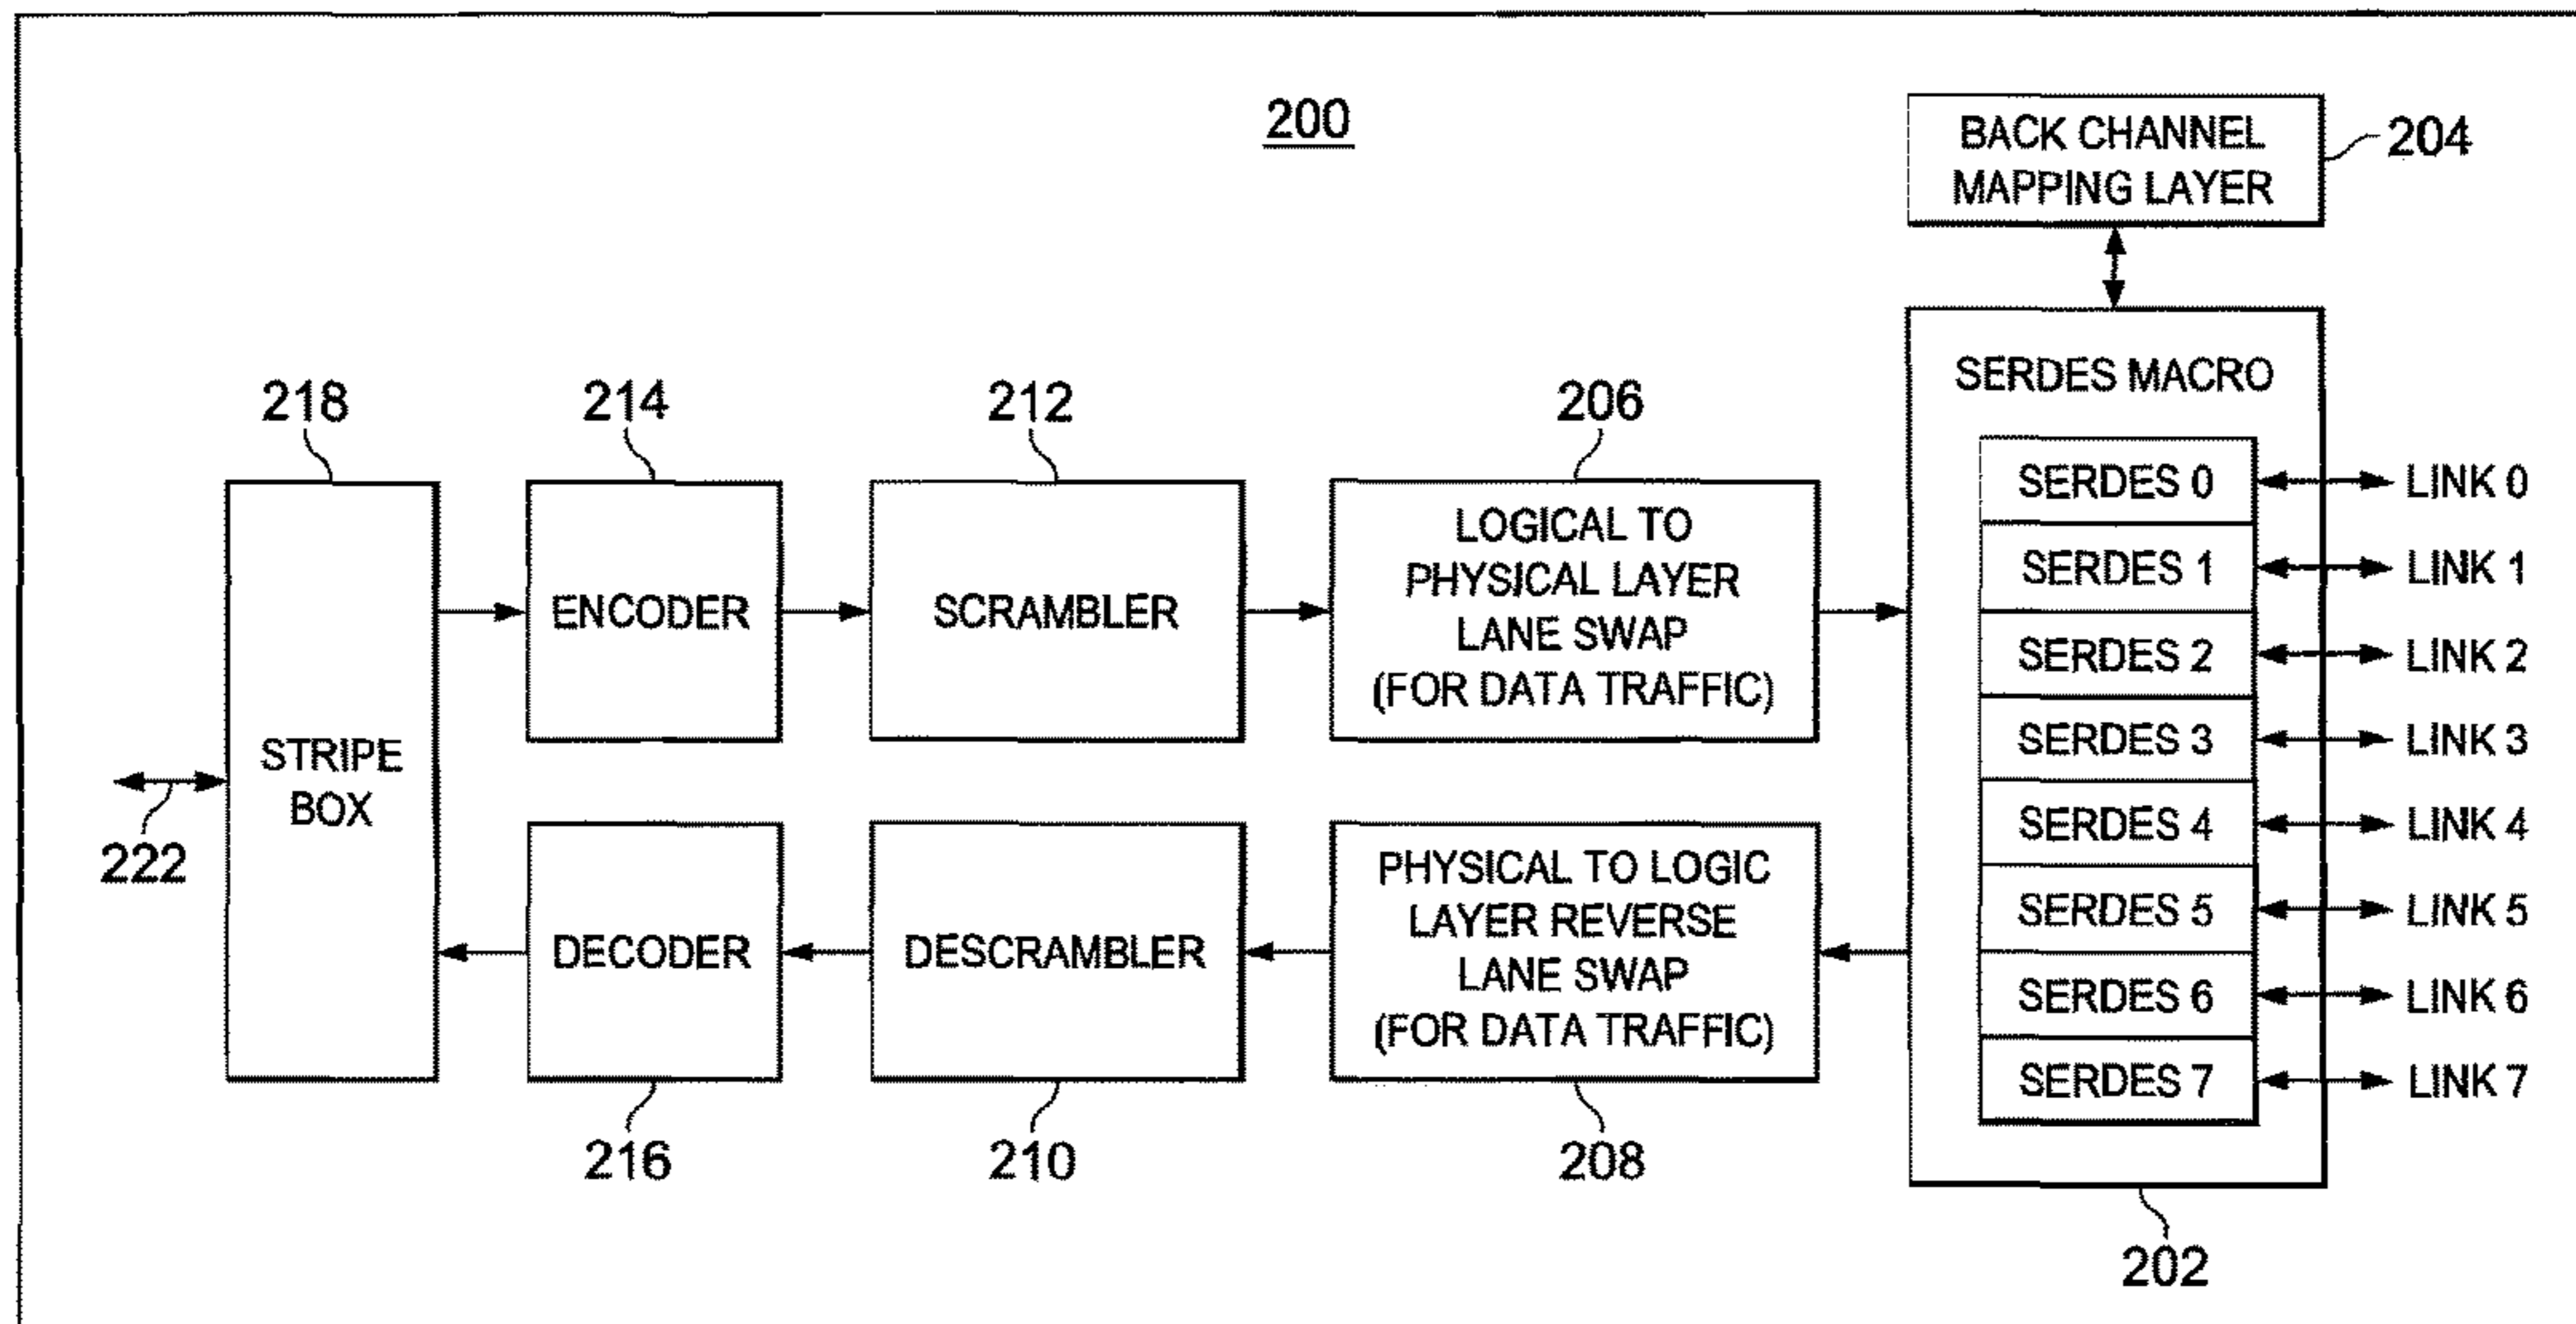 200
BACK CHANNEL
MAPPING LAYER
204
SERDES MACRO
218
214
212
206
STRIPE
BOX
222
ENCODER
SCRAMBLER
LOGICAL TO
PHYSICAL LAYER
LANE SWAP
(FOR DATA TRAFFIC)
DECODER
DESCRAMBLER
PHYSICAL TO LOGIC
LAYER REVERSE
LANE SWAP
(FOR DATA TRAFFIC)
216
210
208
SERDES 0
LINK 0
SERDES 1
LINK 1
SERDES 2
LINK 2
SERDES 3
LINK 3
SERDES 4
LINK 4
SERDES 5
LINK 5
SERDES 6
LINK 6
SERDES 7
LINK 7
202